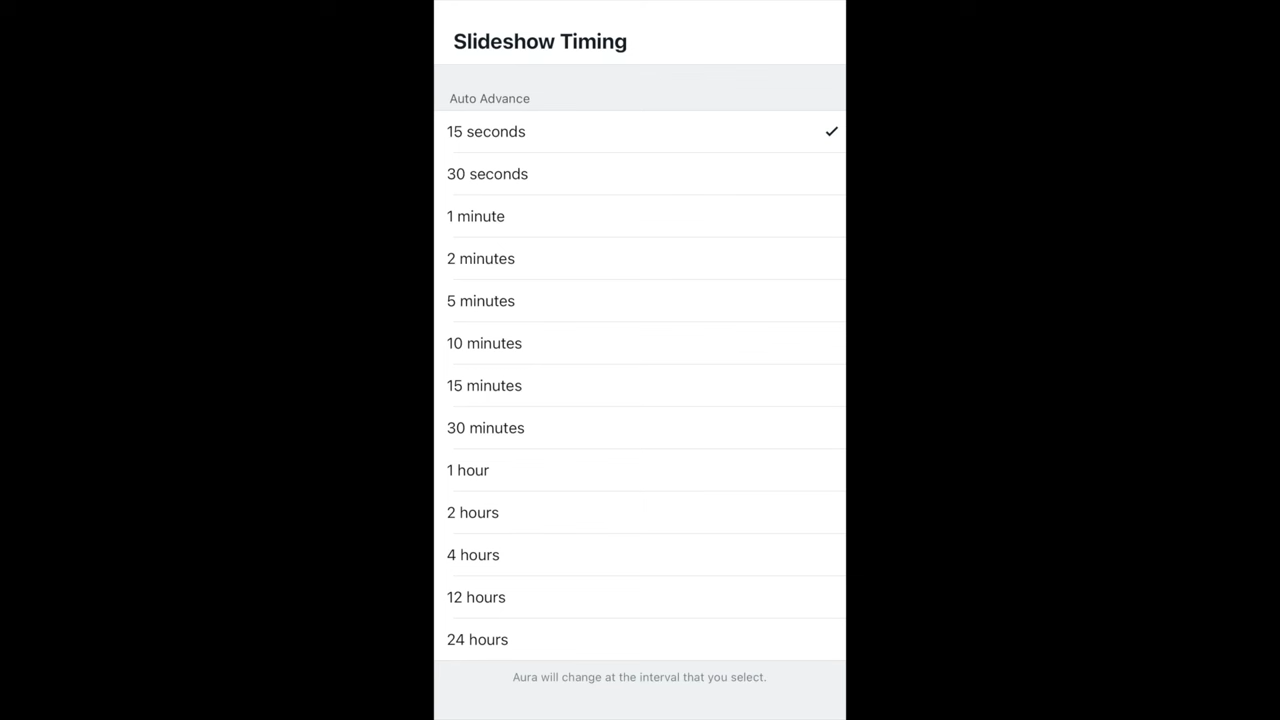 Slideshow Timing
Auto Advance
15 seconds
30 seconds
1 minute
2 minutes
5 minutes
10 minutes
15 minutes
30 minutes
1 hour
2 hours
4 hours
12 hours
24 hours
Aura will change at the interval that you select.